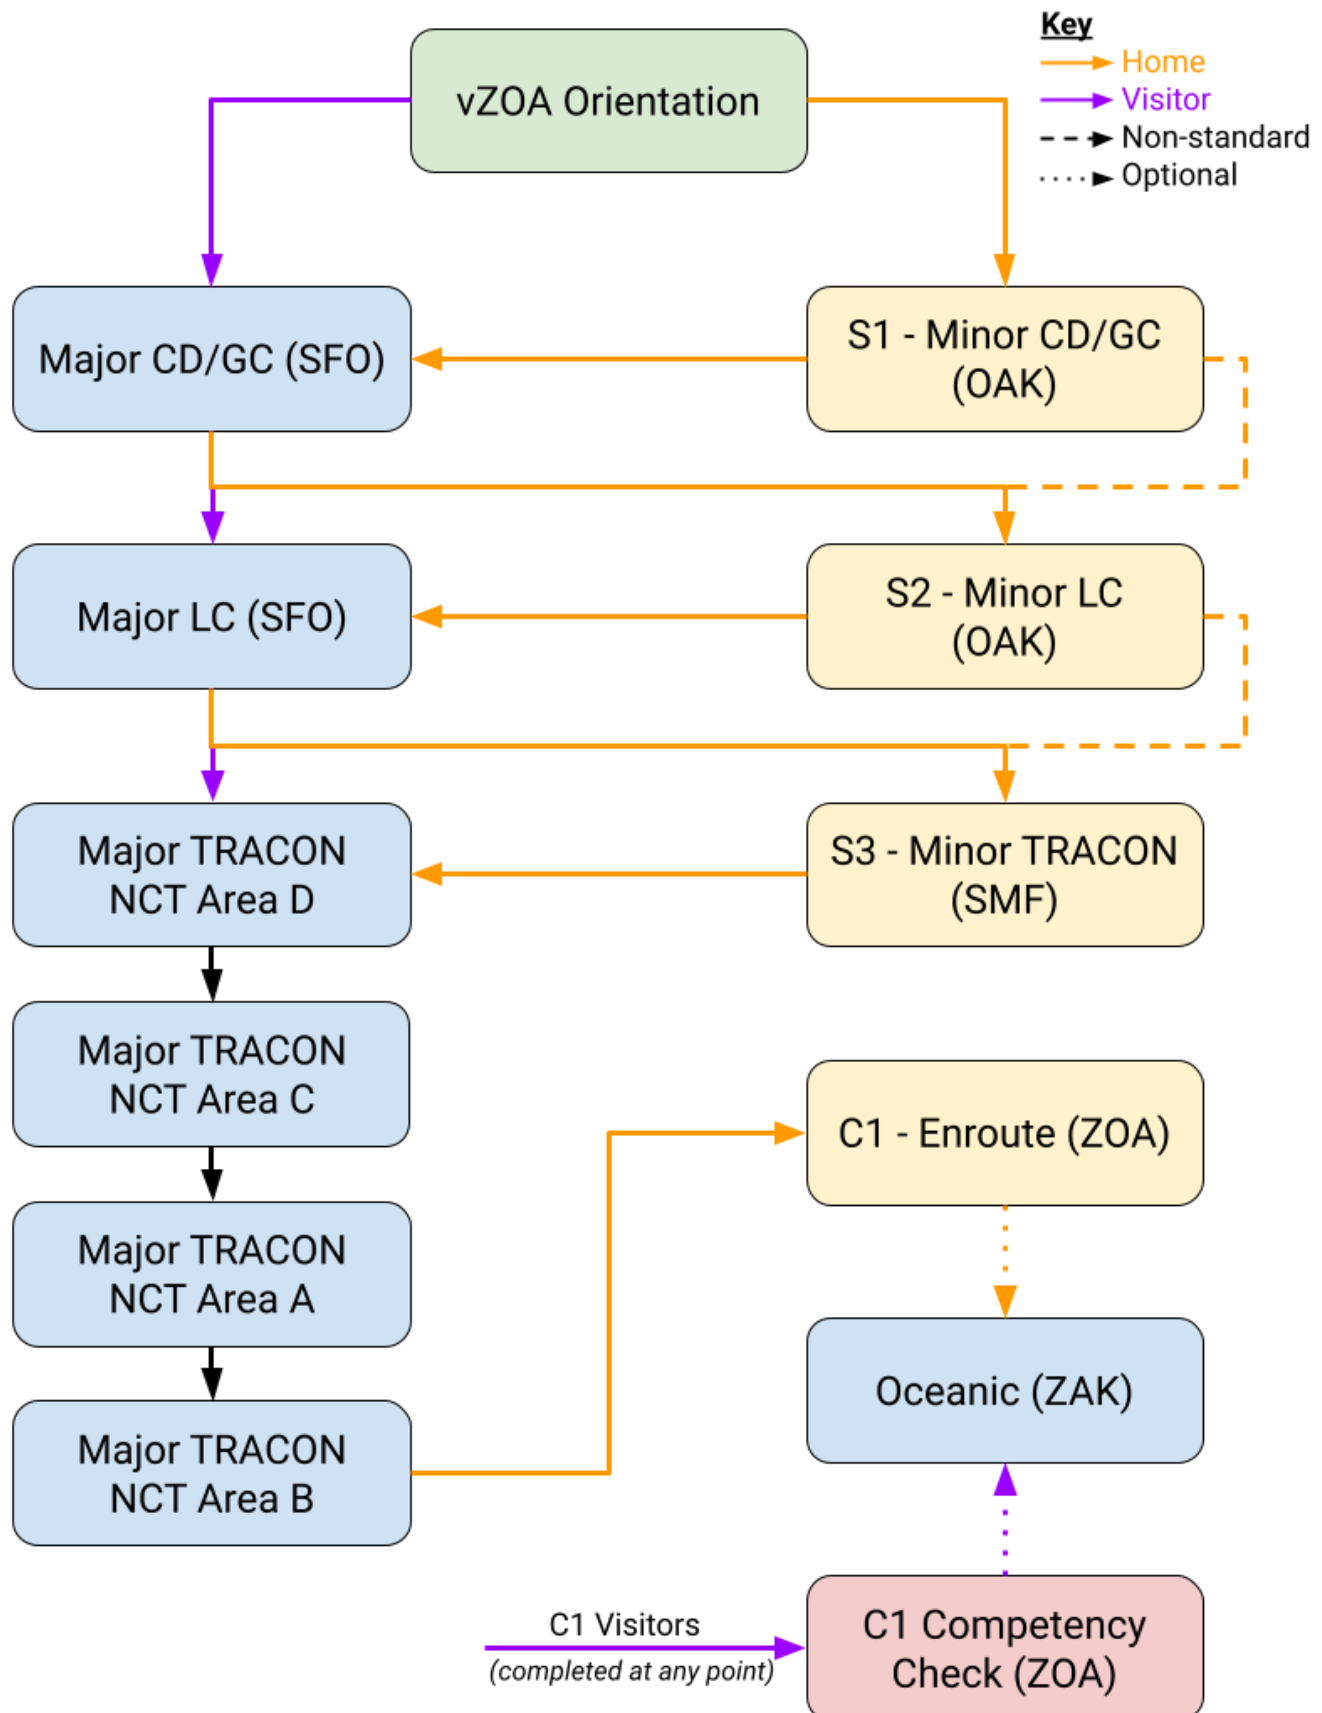 Key
Home
Visitor
Non-standard
Optional
vZOA Orientation
Major CD/GC (SFO)
S1 - Minor CD/GC
(OAK)
Major LC (SFO)
S2 - Minor LC
(OAK)
Major TRACON
NCT Area D
S3 - Minor TRACON
(SMF)
Major TRACON
NCT Area C
C1 - Enroute (ZOA)
Major TRACON
NCT Area A
Oceanic (ZAK)
Major TRACON
NCT Area B
C1 Visitors
(completed at any point)
C1 Competency
Check (ZOA)